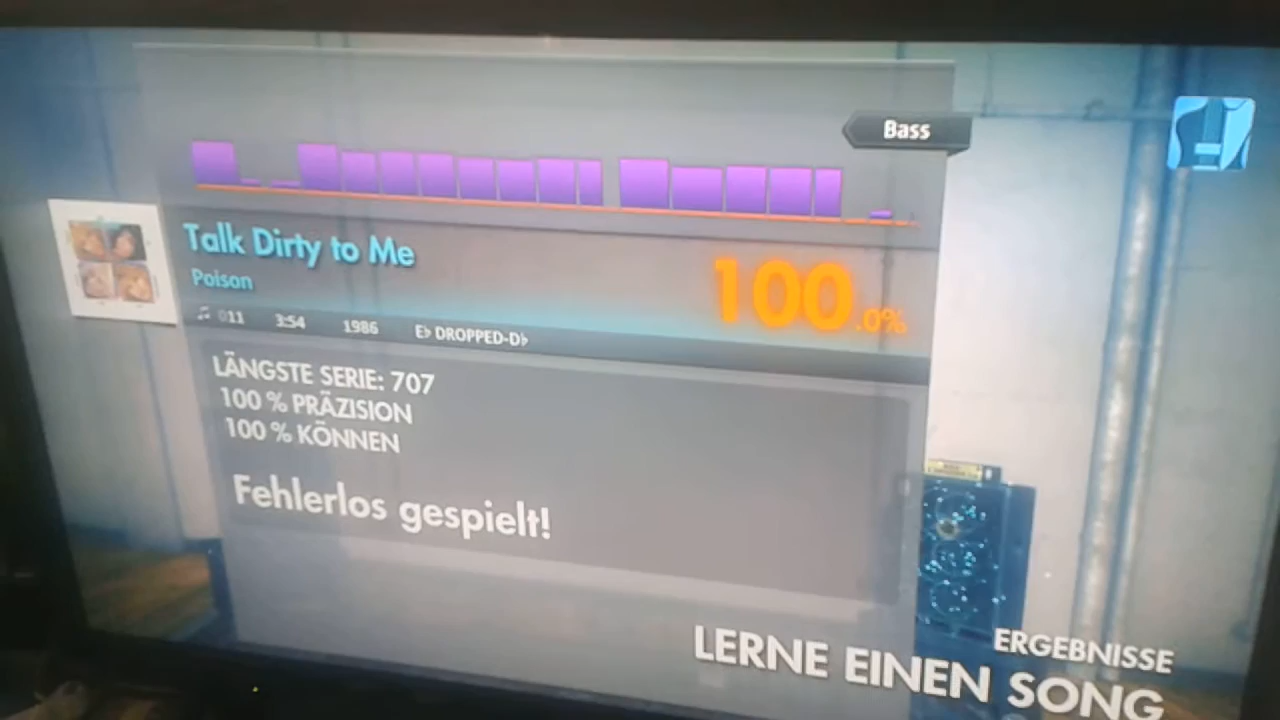 Bass
Talk Dirty to Me
Poison
100.0%
011 3:54 1986 E♭ DROPPED-D♭
LÄNGSTE SERIE: 707
100 % PRÄZISION
100 % KÖNNEN
Fehlerlos gespielt!
ERGEBNISSE
LERNE EINEN SONG